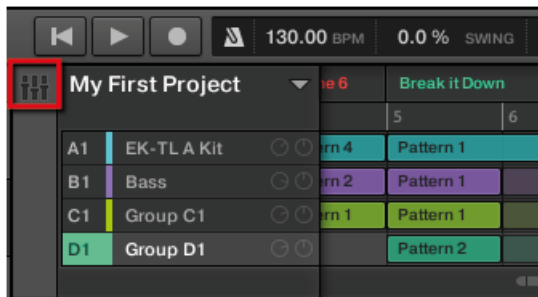 130.00 BPM 0.0 % SWING
My First Project ne 6 Break it Down
5 6
A1 EK-TL A Kit rn 4 Pattern 1
B1 Bass rn 2 Pattern 1
C1 Group C1 ern 1 Pattern 1
D1 Group D1 Pattern 2